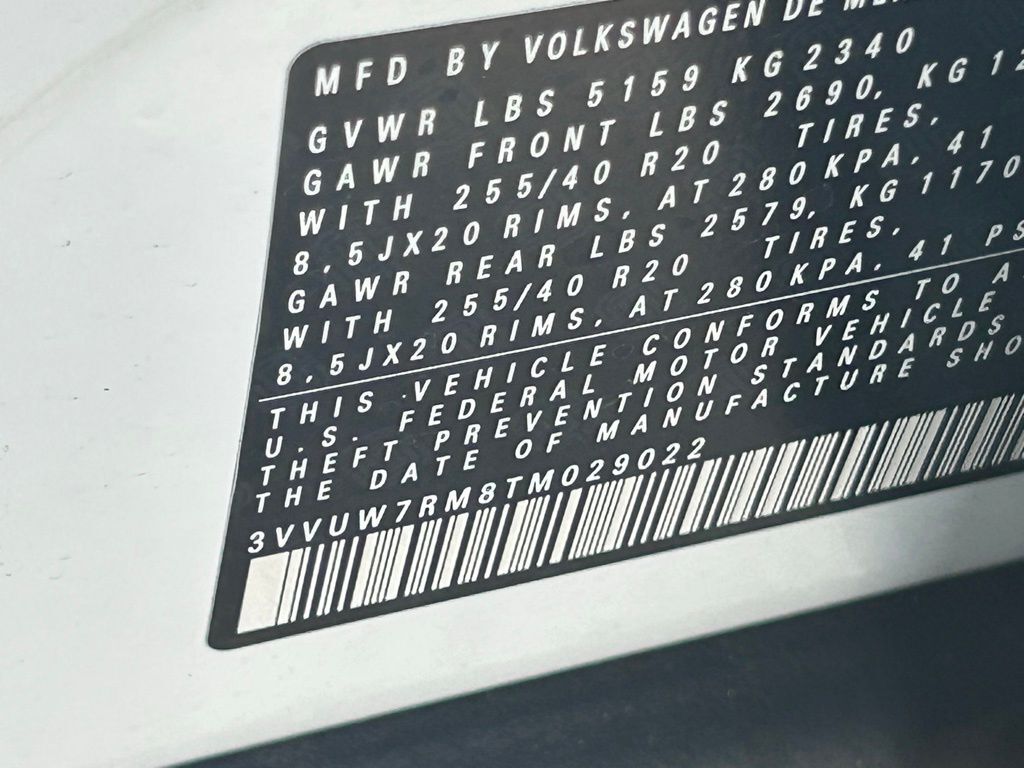 MFD BY VOLKSWAGEN DE
GVWR LBS 5159 KG 2340
GAWR FRONT LBS 2690, KG 12
WITH 255/40 R20 TIRES,
8,5JX20 RIMS, AT 280KPA, 41
GAWR REAR LBS 2579, KG 1170
WITH 255/40 R20 TIRES,
8,5JX20 RIMS, AT 280KPA, 41 PS
THIS VEHICLE CONFORMS TO A
U.S. FEDERAL MOTOR VEHICLE
THEFT PREVENTION STANDARDS
THE DATE OF MANUFACTURE SHO
3VVUW7RM8TM029022